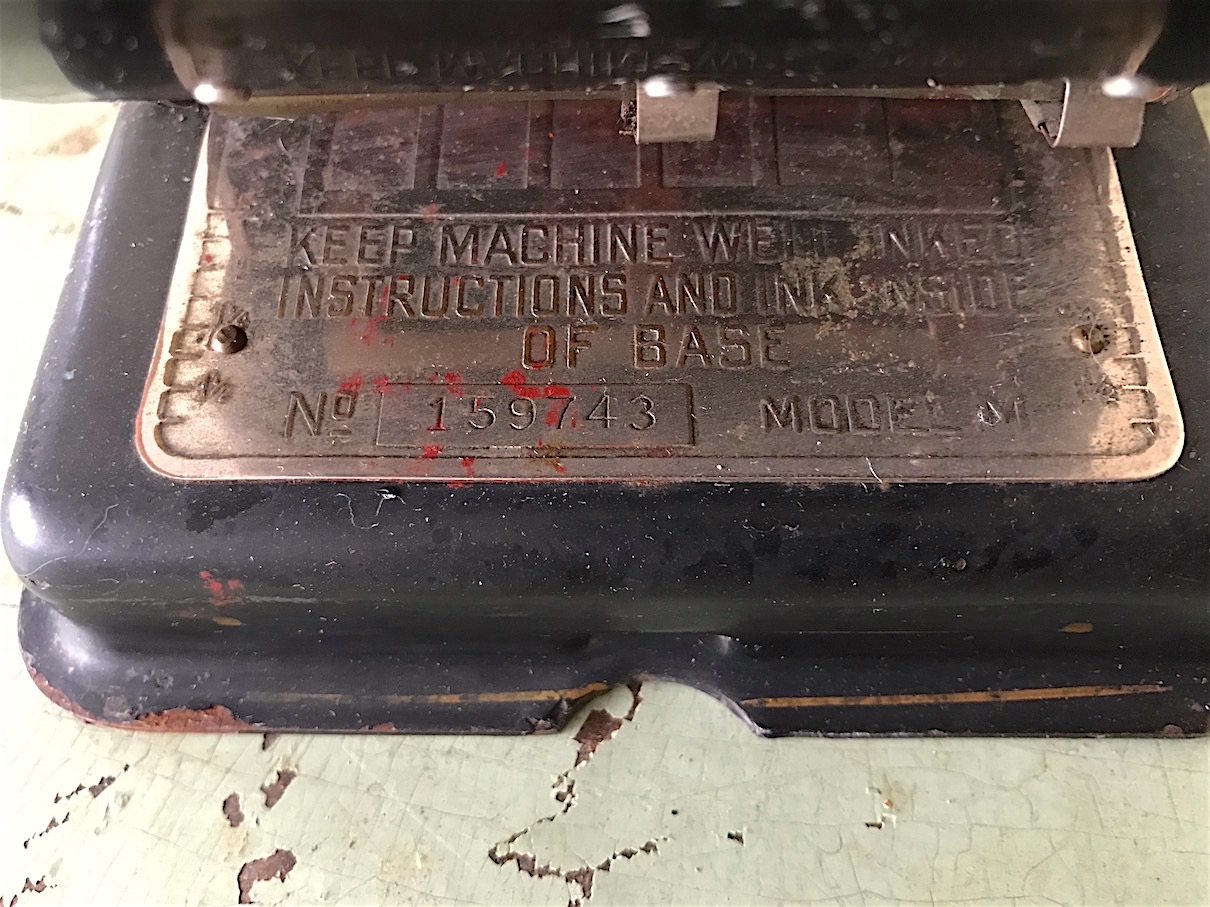 KEEP MACHINE WELL INKED
INSTRUCTIONS AND INK INSIDE
OF BASE
Nº 159743 MODEL M